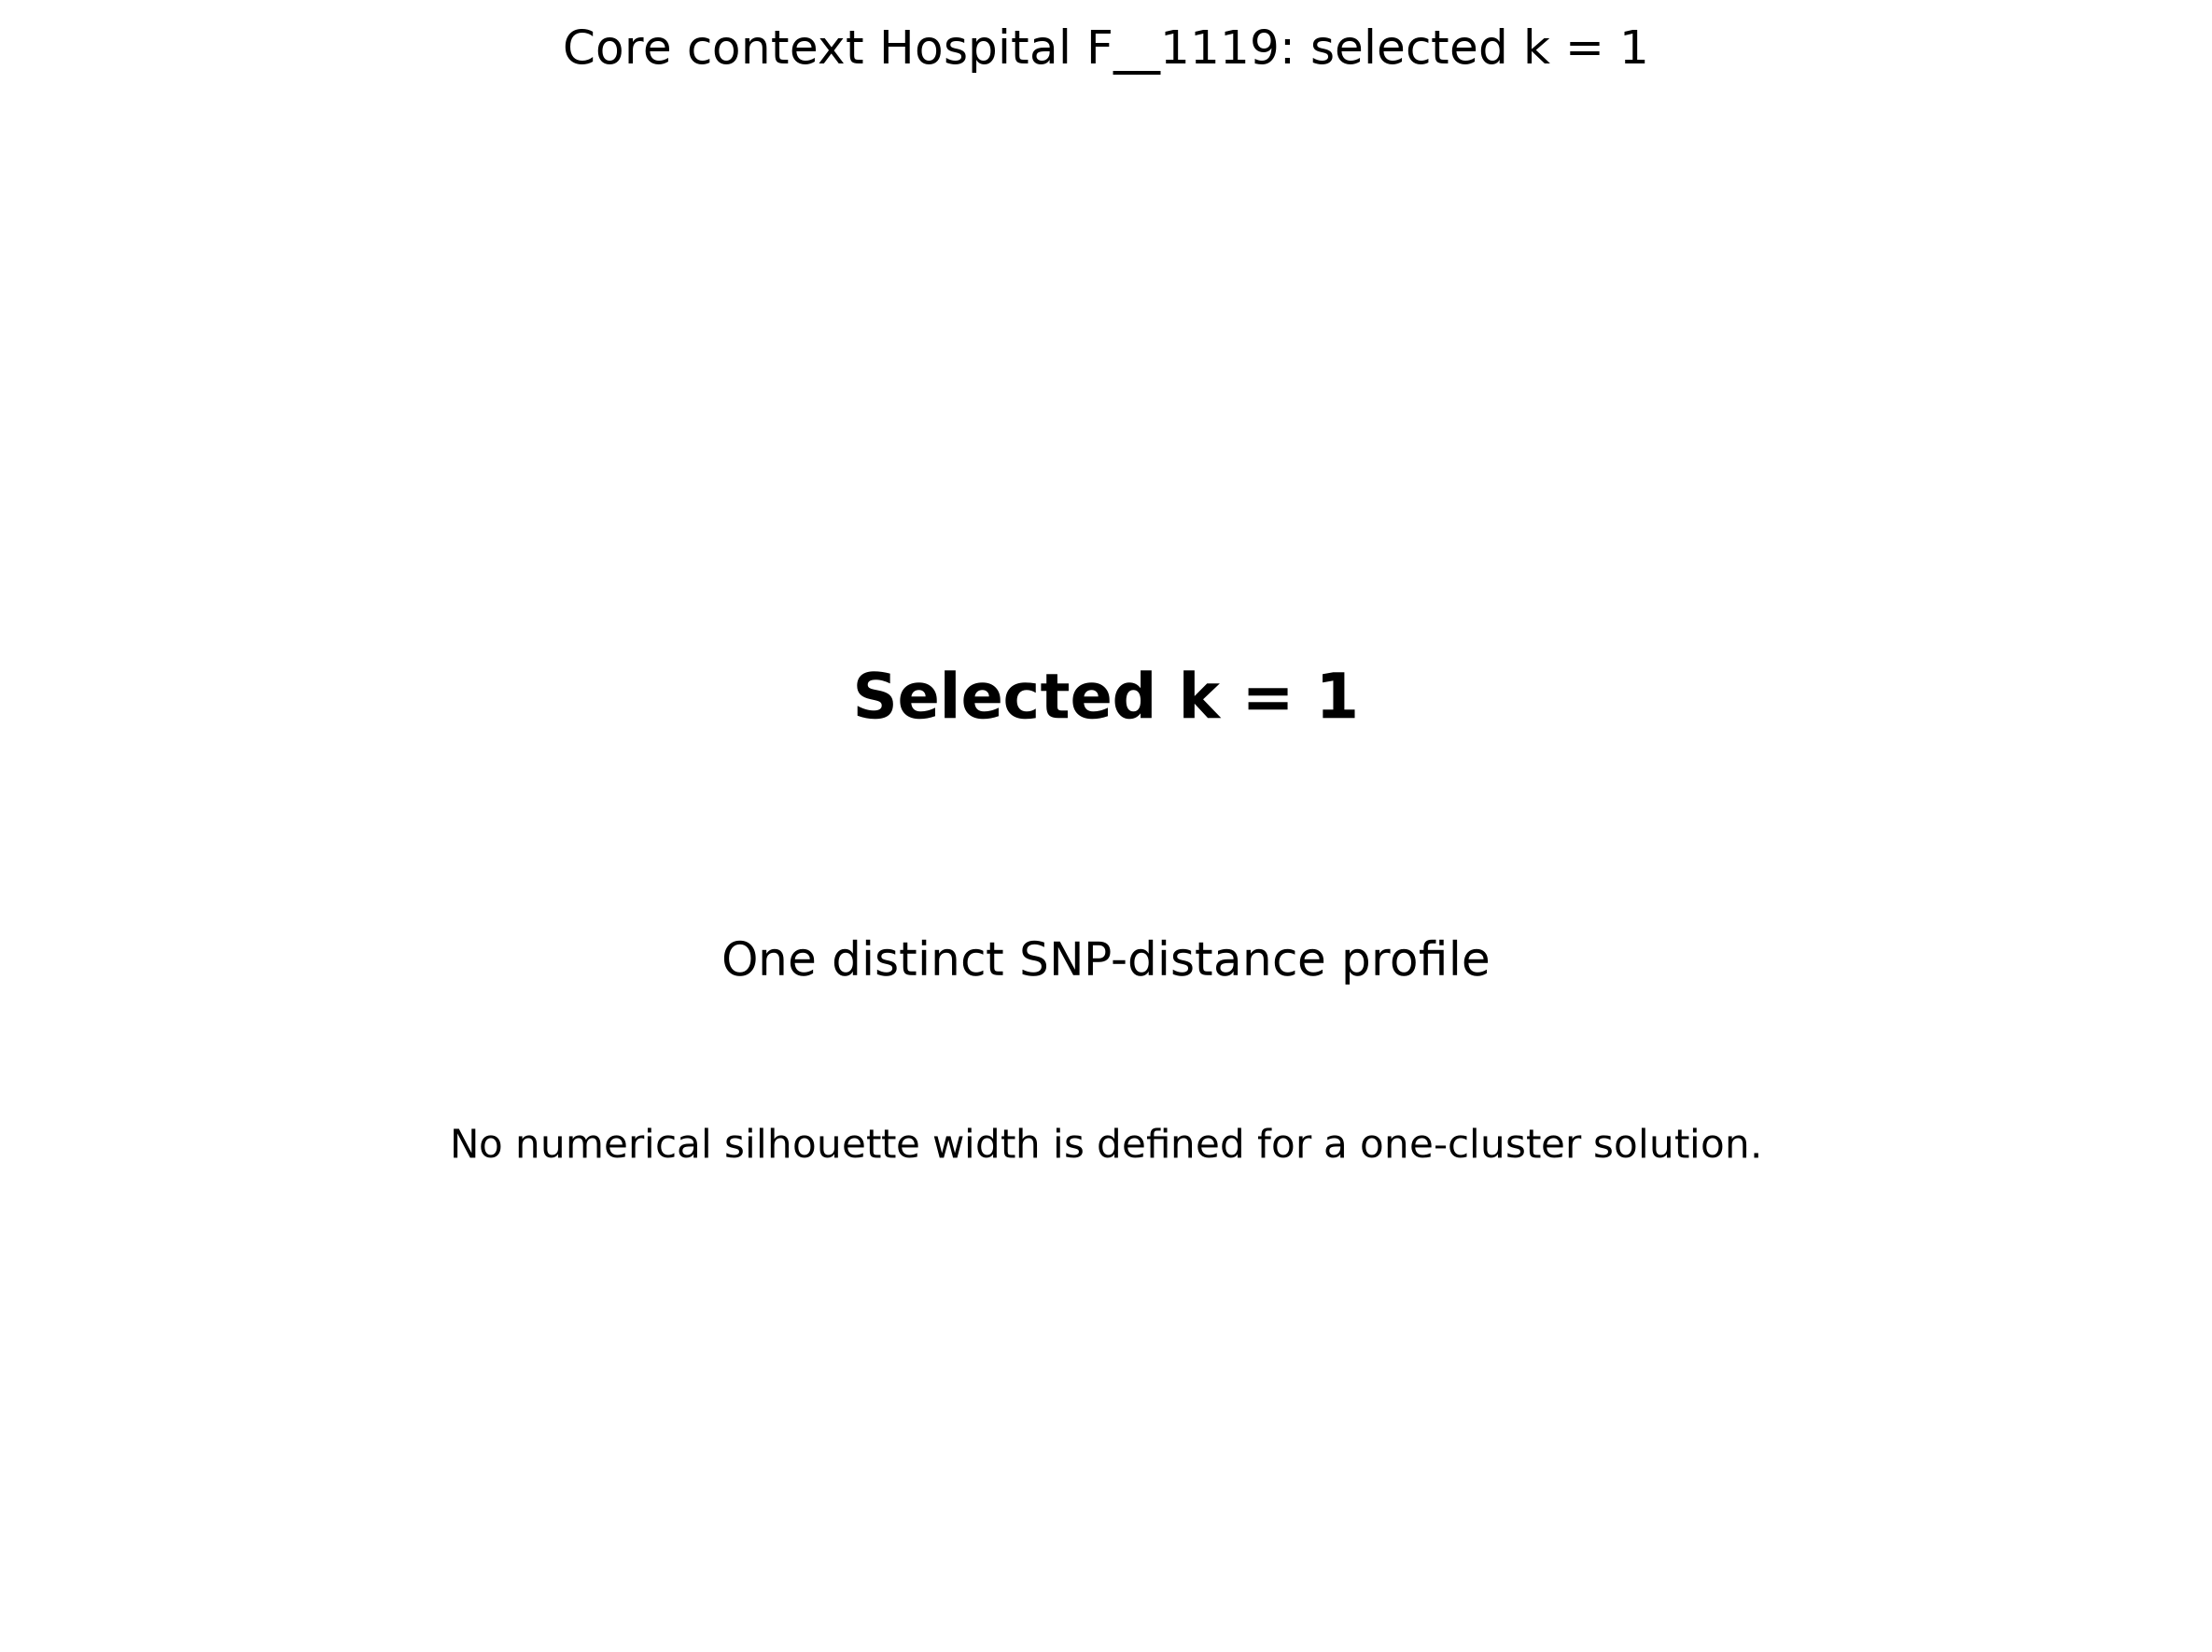 Core context Hospital F__1119: selected k = 1
Selected k = 1
One distinct SNP-distance profile
No numerical silhouette width is defined for a one-cluster solution.